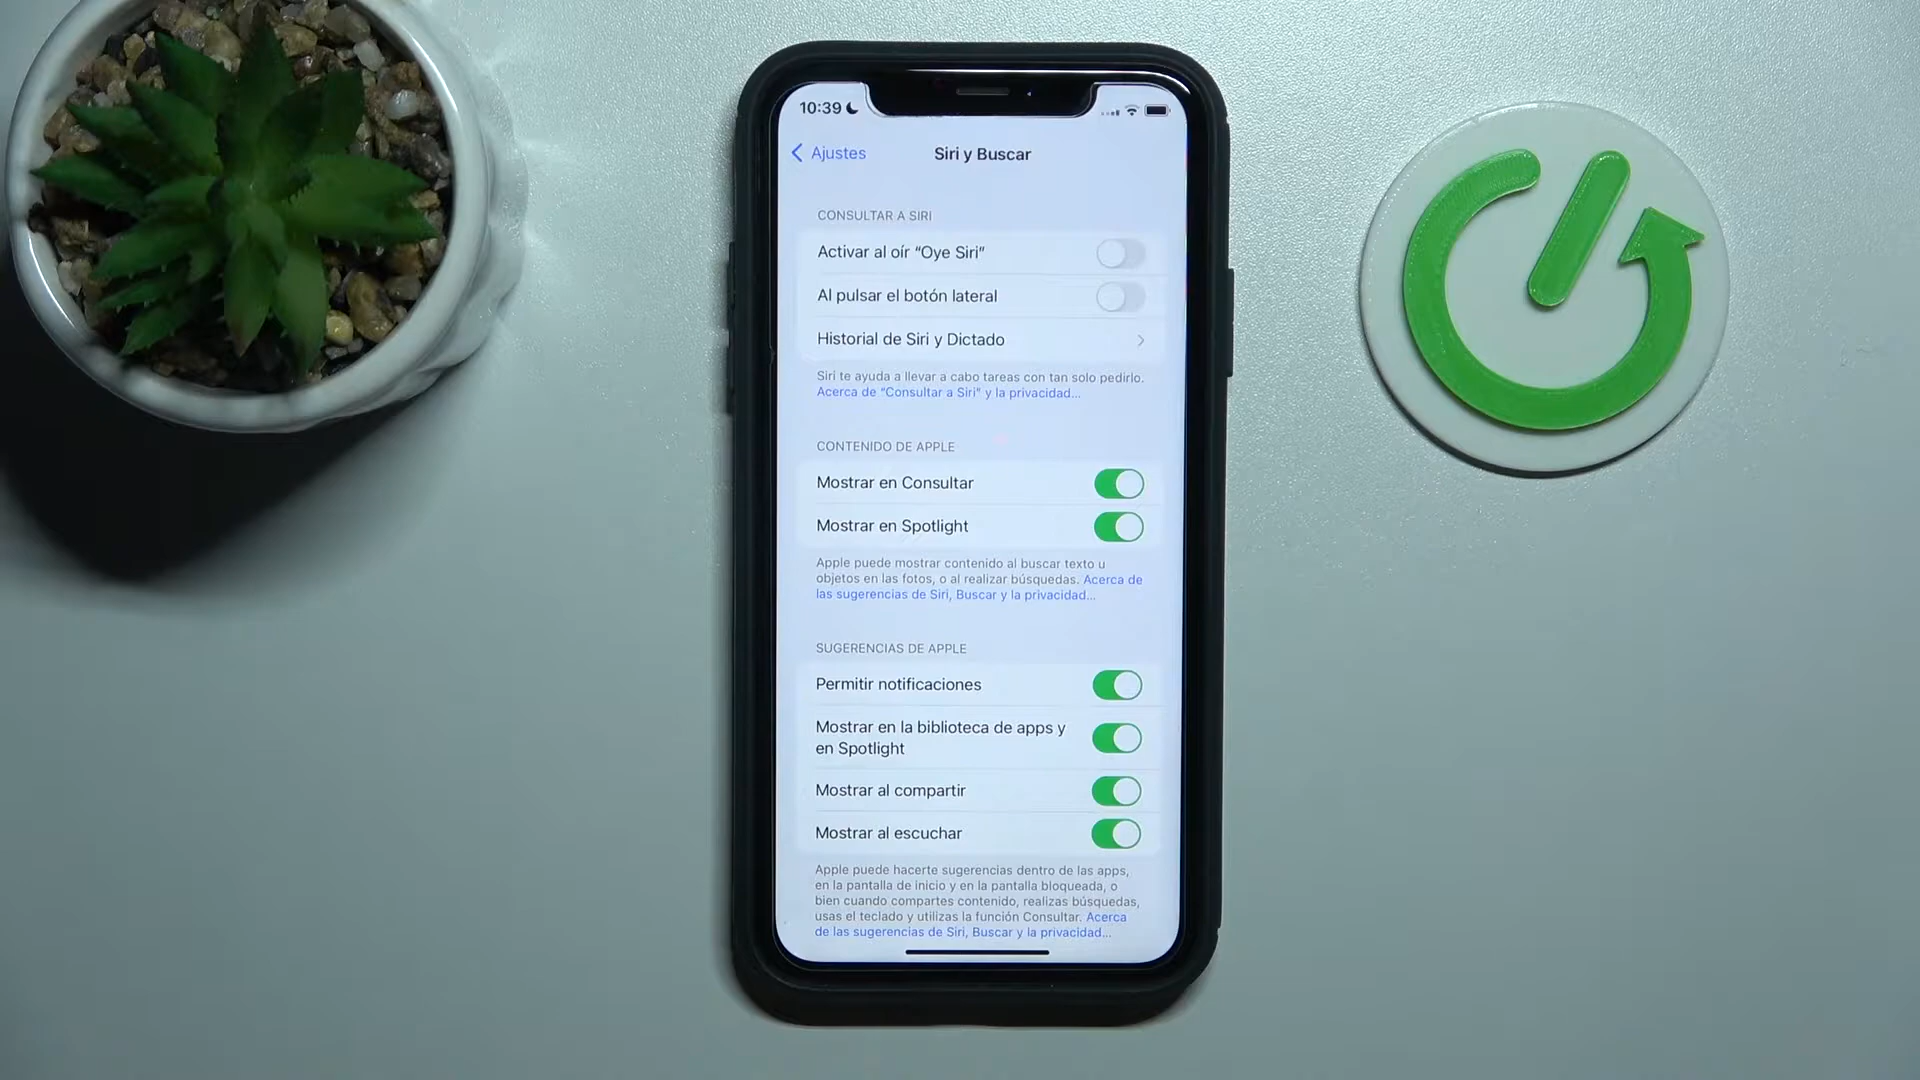 10:39
Ajustes
Siri y Buscar
CONSULTAR A SIRI
Activar al oír “Oye Siri”
Al pulsar el botón lateral
Historial de Siri y Dictado
Siri te ayuda a llevar a cabo tareas con tan solo pedirlo.
Acerca de “Consultar a Siri” y la privacidad...
CONTENIDO DE APPLE
Mostrar en Consultar
Mostrar en Spotlight
Apple puede mostrar contenido al buscar texto u
objetos en las fotos, o al realizar búsquedas. Acerca de
las sugerencias de Siri, Buscar y la privacidad...
SUGERENCIAS DE APPLE
Permitir notificaciones
Mostrar en la biblioteca de apps y
en Spotlight
Mostrar al compartir
Mostrar al escuchar
Apple puede hacerte sugerencias dentro de las apps,
en la pantalla de inicio y en la pantalla bloqueada, o
bien cuando compartes contenido, realizas búsquedas,
usas el teclado y utilizas la función Consultar. Acerca
de las sugerencias de Siri, Buscar y la privacidad...